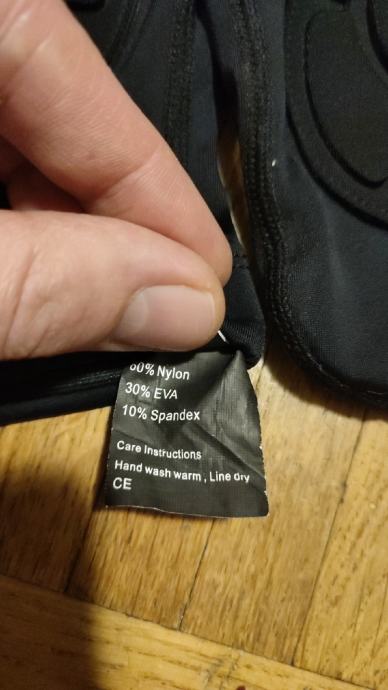 60% Nylon
30% EVA
10% Spandex
Care Instructions
Hand wash warm , Line dry
CE